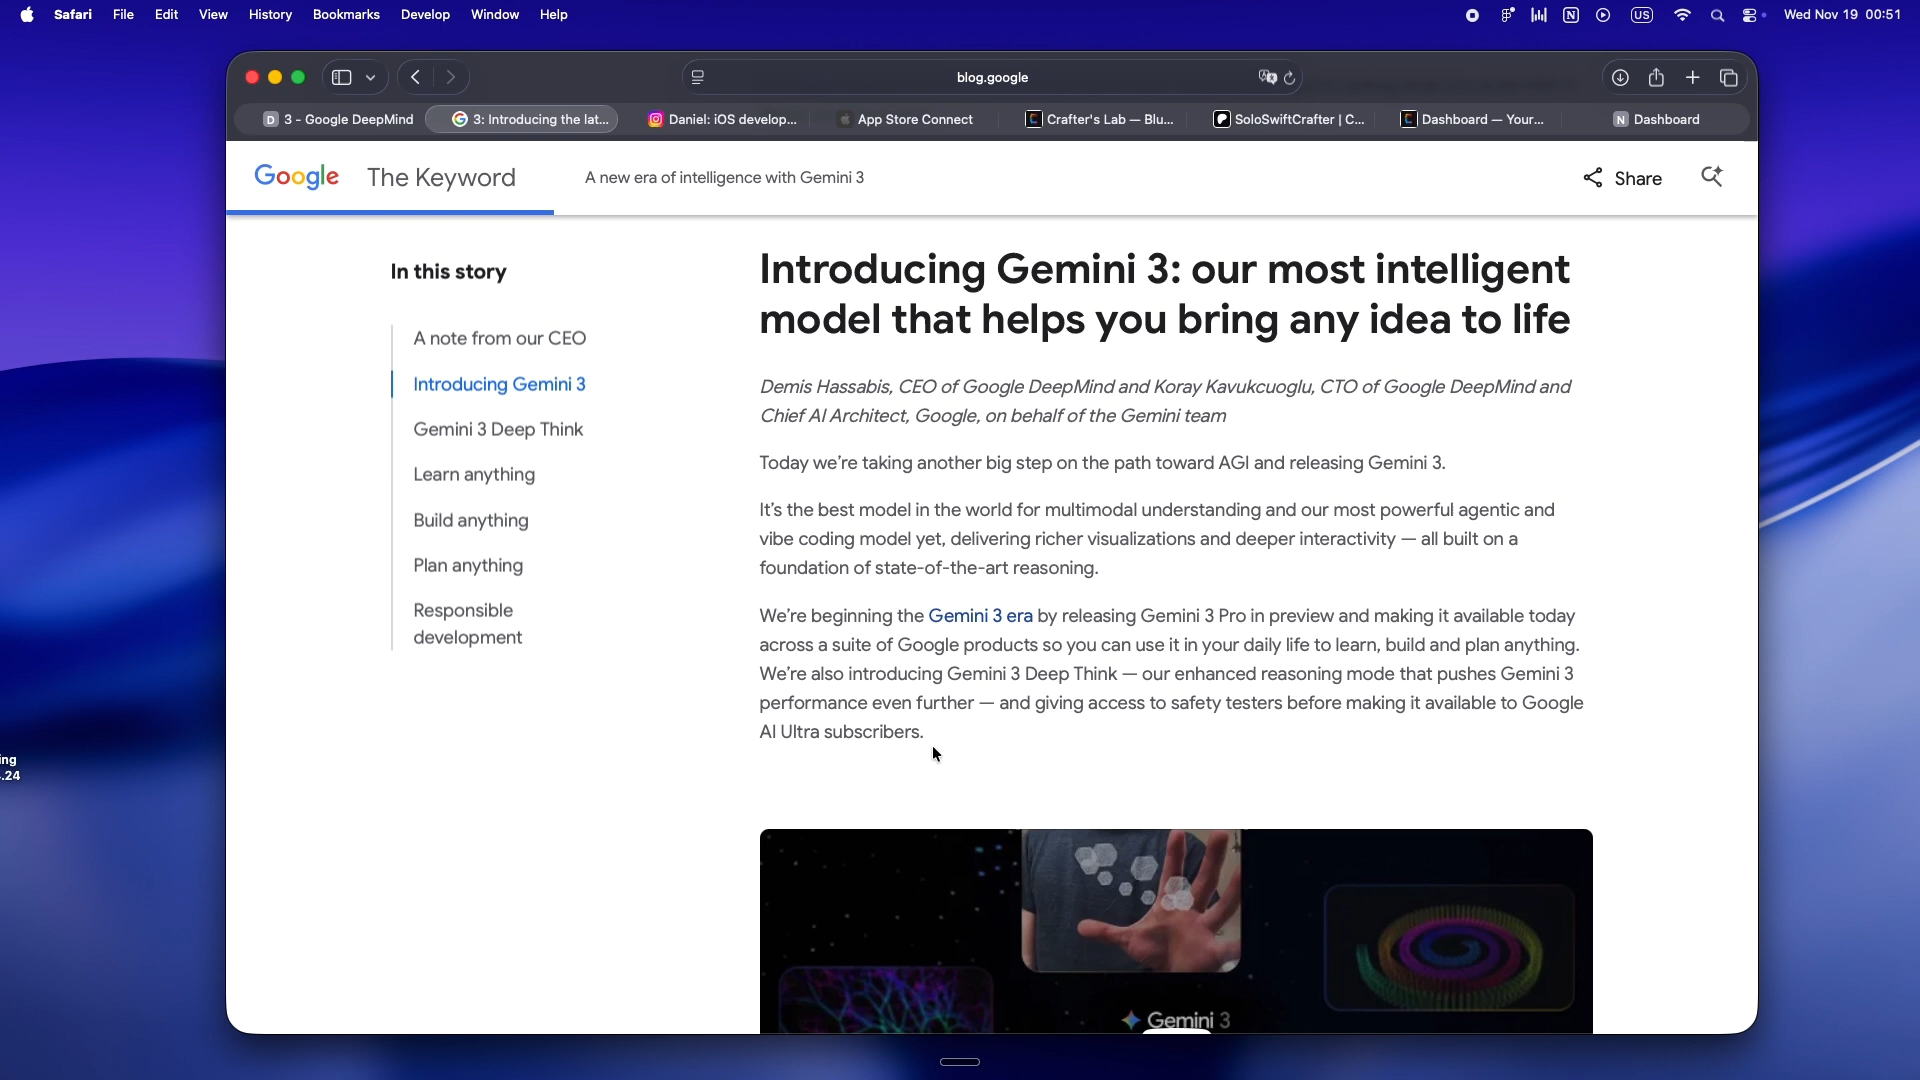 Safari File Edit View History Bookmarks Develop Window Help
US Wed Nov 19 00:51
blog.google
D 3 - Google DeepMind
3: Introducing the lat...
Daniel: iOS develop...
App Store Connect
Crafter's Lab — Blu...
SoloSwiftCrafter | C...
Dashboard — Your...
N Dashboard
Google The Keyword
A new era of intelligence with Gemini 3
Share
In this story
A note from our CEO
Introducing Gemini 3
Gemini 3 Deep Think
Learn anything
Build anything
Plan anything
Responsible
development
Introducing Gemini 3: our most intelligent
model that helps you bring any idea to life
Demis Hassabis, CEO of Google DeepMind and Koray Kavukcuoglu, CTO of Google DeepMind and
Chief AI Architect, Google, on behalf of the Gemini team
Today we’re taking another big step on the path toward AGI and releasing Gemini 3.
It’s the best model in the world for multimodal understanding and our most powerful agentic and
vibe coding model yet, delivering richer visualizations and deeper interactivity — all built on a
foundation of state-of-the-art reasoning.
We’re beginning the Gemini 3 era by releasing Gemini 3 Pro in preview and making it available today
across a suite of Google products so you can use it in your daily life to learn, build and plan anything.
We’re also introducing Gemini 3 Deep Think — our enhanced reasoning mode that pushes Gemini 3
performance even further — and giving access to safety testers before making it available to Google
AI Ultra subscribers.
Gemini 3
ing
.24